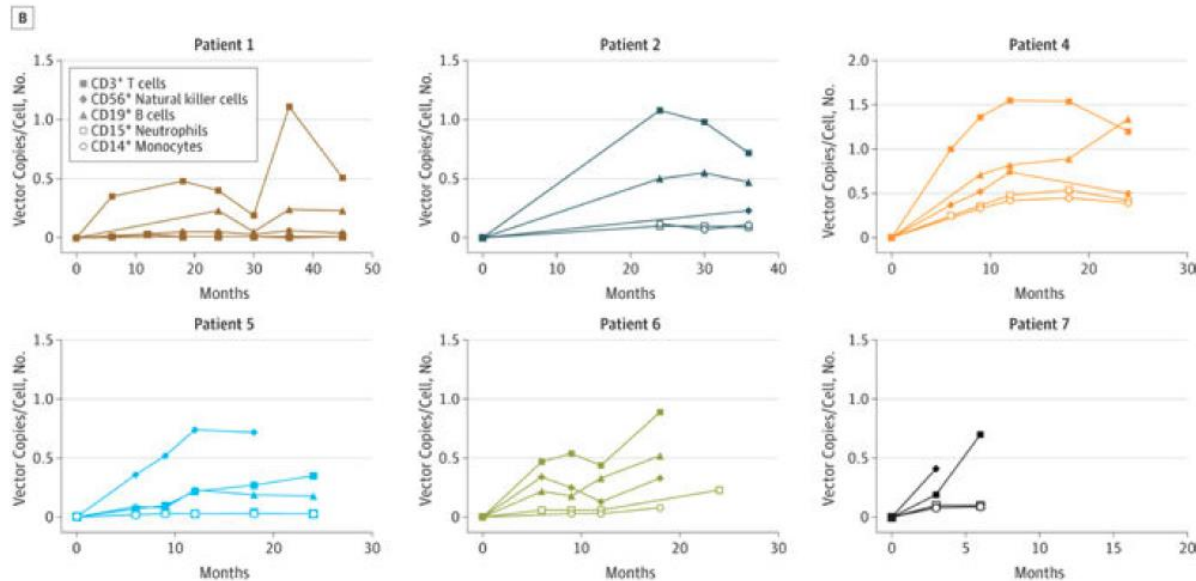 B
Patient 1
Patient 2
Patient 4
Vector Copies/Cell, No.
1.5
1.0
0.5
0
CD3+ T cells
CD56+ Natural killer cells
CD19+ B cells
CD15+ Neutrophils
CD14+ Monocytes
0 10 20 30 40 50
Months
Vector Copies/Cell, No.
1.5
1.0
0.5
0
0 10 20 30 40
Months
Vector Copies/Cell, No.
2.0
1.5
1.0
0.5
0
0 10 20 30
Months
Patient 5
Patient 6
Patient 7
Vector Copies/Cell, No.
1.5
1.0
0.5
0
0 10 20 30
Months
Vector Copies/Cell, No.
1.5
1.0
0.5
0
0 10 20 30
Months
Vector Copies/Cell, No.
1.5
1.0
0.5
0
0 5 10 15 20
Months